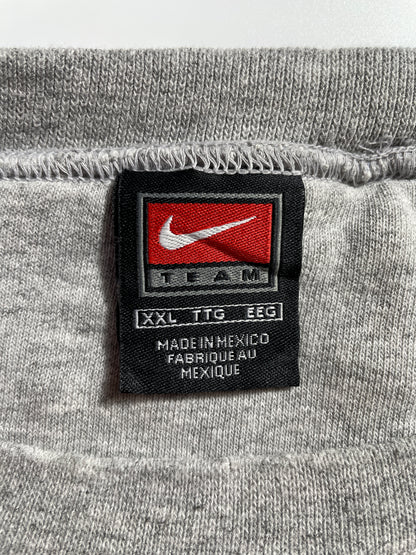 TEAM
XXL TTG EEG
MADE IN MEXICO
FABRIQUE AU
MEXIQUE